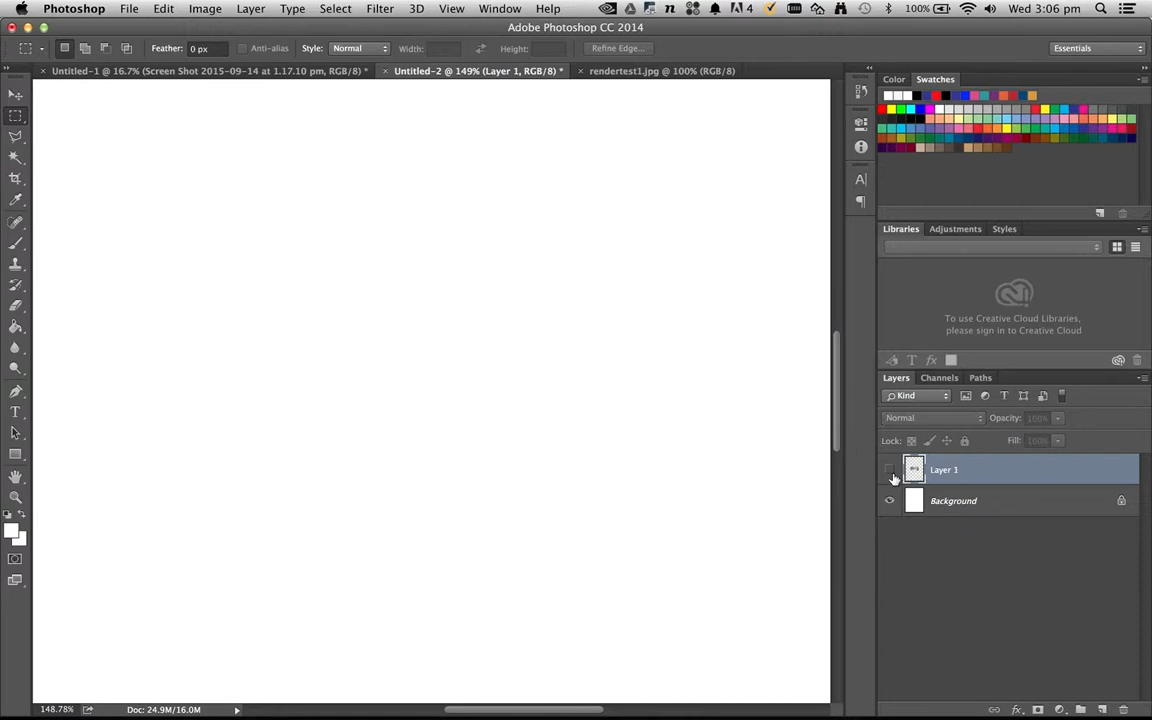 Photoshop File Edit Image Layer Type Select Filter 3D View Window Help 4 100% Wed 3:06 pm
Adobe Photoshop CC 2014
Feather: 0 px Anti-alias Style: Normal Width: Height: Refine Edge... Essentials
Untitled-1 @ 16.7% (Screen Shot 2015-09-14 at 1.17.10 pm, RGB/8) * Untitled-2 @ 149% (Layer 1, RGB/8) * rendertest1.jpg @ 100% (RGB/8)
Color Swatches
Libraries Adjustments Styles
To use Creative Cloud Libraries,
please sign in to Creative Cloud
Layers Channels Paths
Kind
Normal Opacity: 100%
Lock: Fill: 100%
Layer 1
Background
148.78% Doc: 24.9M/16.0M